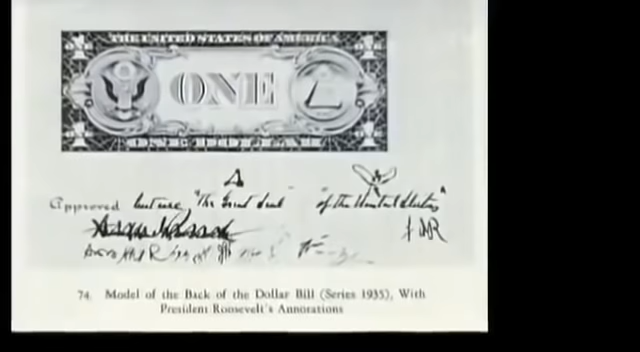 THE UNITED STATES OF AMERICA
ONE
ONE DOLLAR
Approved "The Great Seal" "of the United States"
FDR
74. Model of the Back of the Dollar Bill (Series 1935), With
President Roosevelt's Annotations